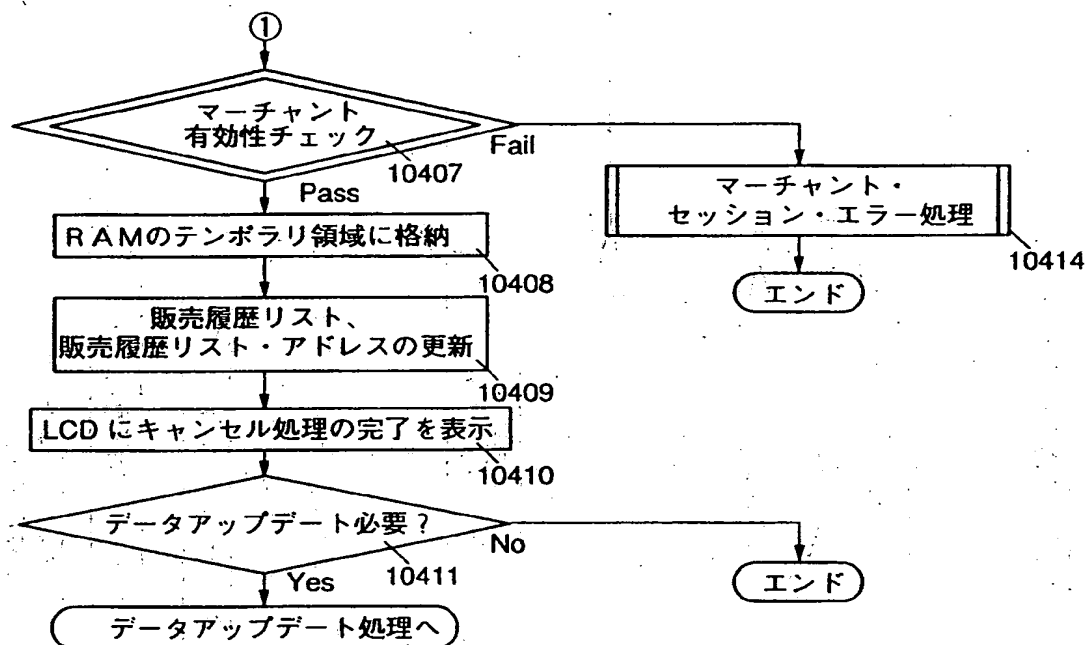 ①
マーチャント
有効性チェック
10407
Fail
Pass
マーチャント・
セッション・エラー処理
10414
エンド
RAMのテンポラリ領域に格納
10408
販売履歴リスト、
販売履歴リスト・アドレスの更新
10409
LCDにキャンセル処理の完了を表示
10410
データアップデート必要？
10411
No
Yes
エンド
データアップデート処理へ